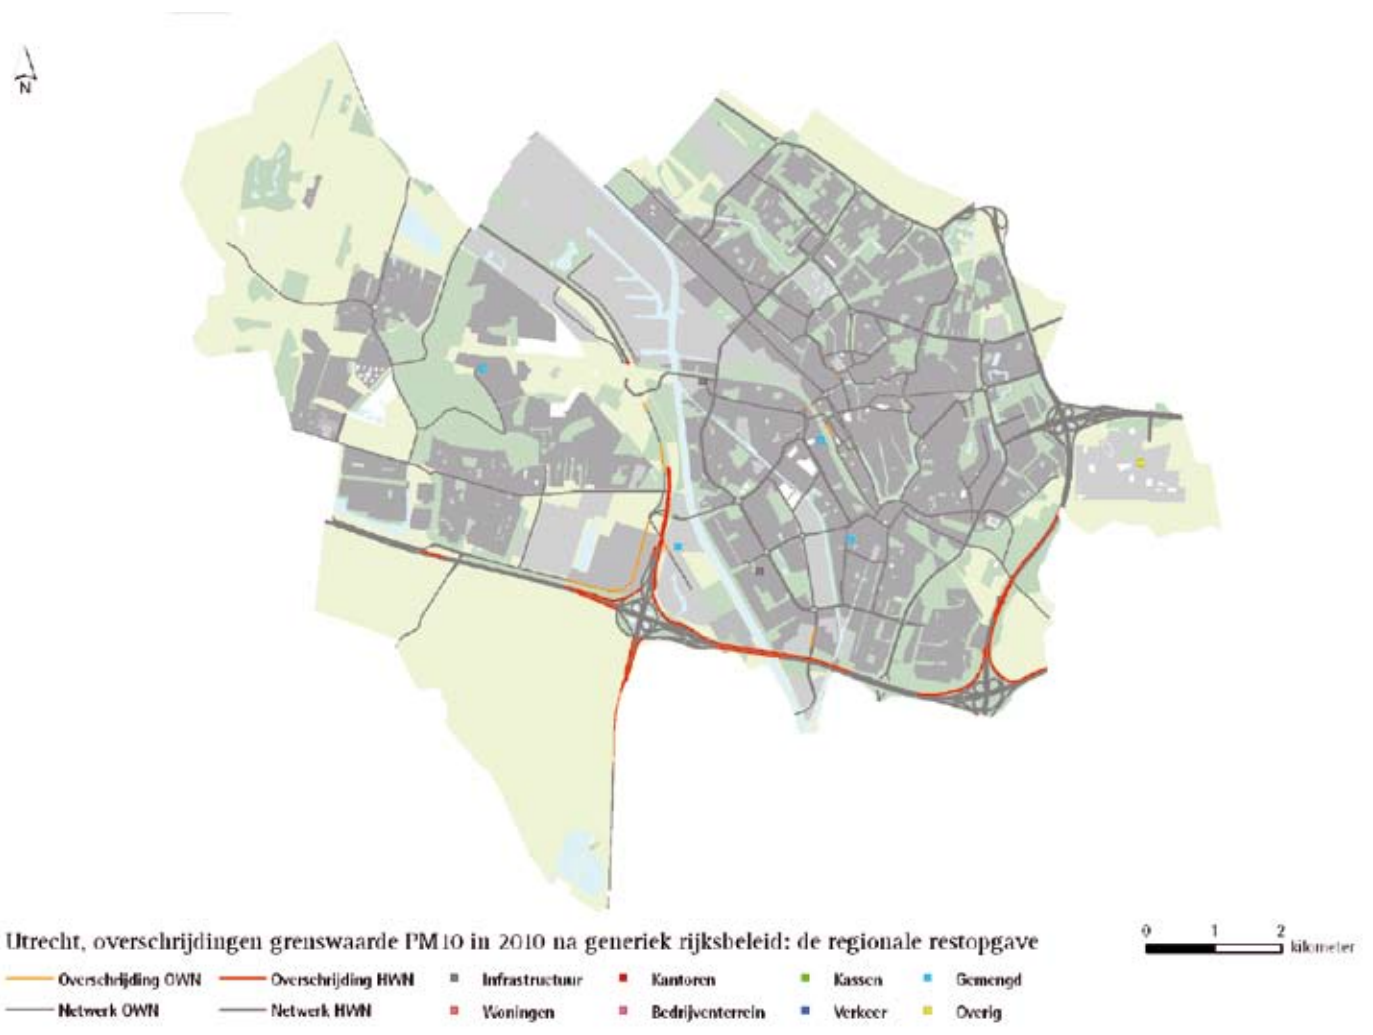 N
Utrecht, overschrijdingen grenswaarde PM10 in 2010 na generiek rijksbeleid: de regionale restopgave
0 1 2 kilometer
Overschrijding OWN Overschrijding HWN Infrastructuur Kantoren Kassen Gemengd
Netwerk OWN Netwerk HWN Woningen Bedrijventerrein Verkeer Overig